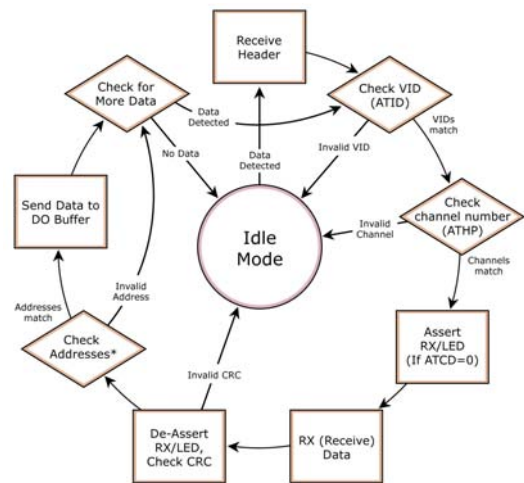 Receive
Header
Check for
More Data
Check VID
(ATID)
Data
Detected
VIDs
match
No Data
Data
Detected
Invalid VID
Send Data to
DO Buffer
Check
channel number
(ATHP)
Idle
Mode
Invalid
Channel
Invalid
Address
Channels
match
Addresses
match
Assert
RX/LED
(If ATCD=0)
Check
Addresses*
Invalid CRC
De-Assert
RX/LED,
Check CRC
RX (Receive)
Data